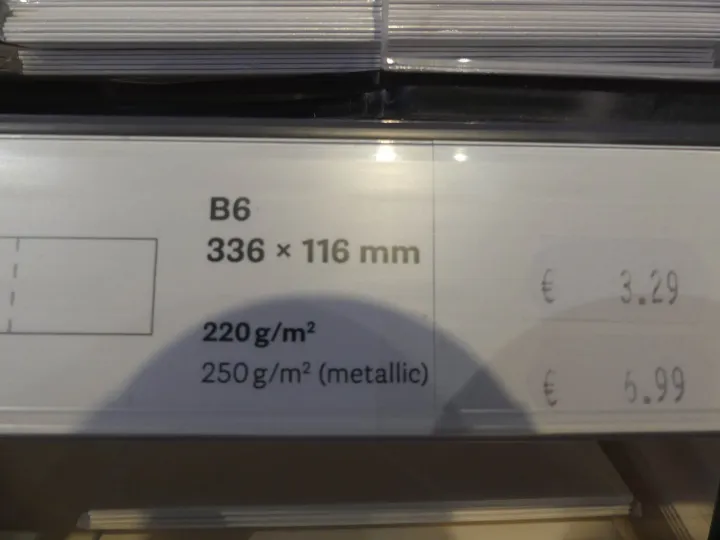 B6
336 × 116 mm
€ 3.29
220 g/m²
250 g/m² (metallic)
€ 6.99